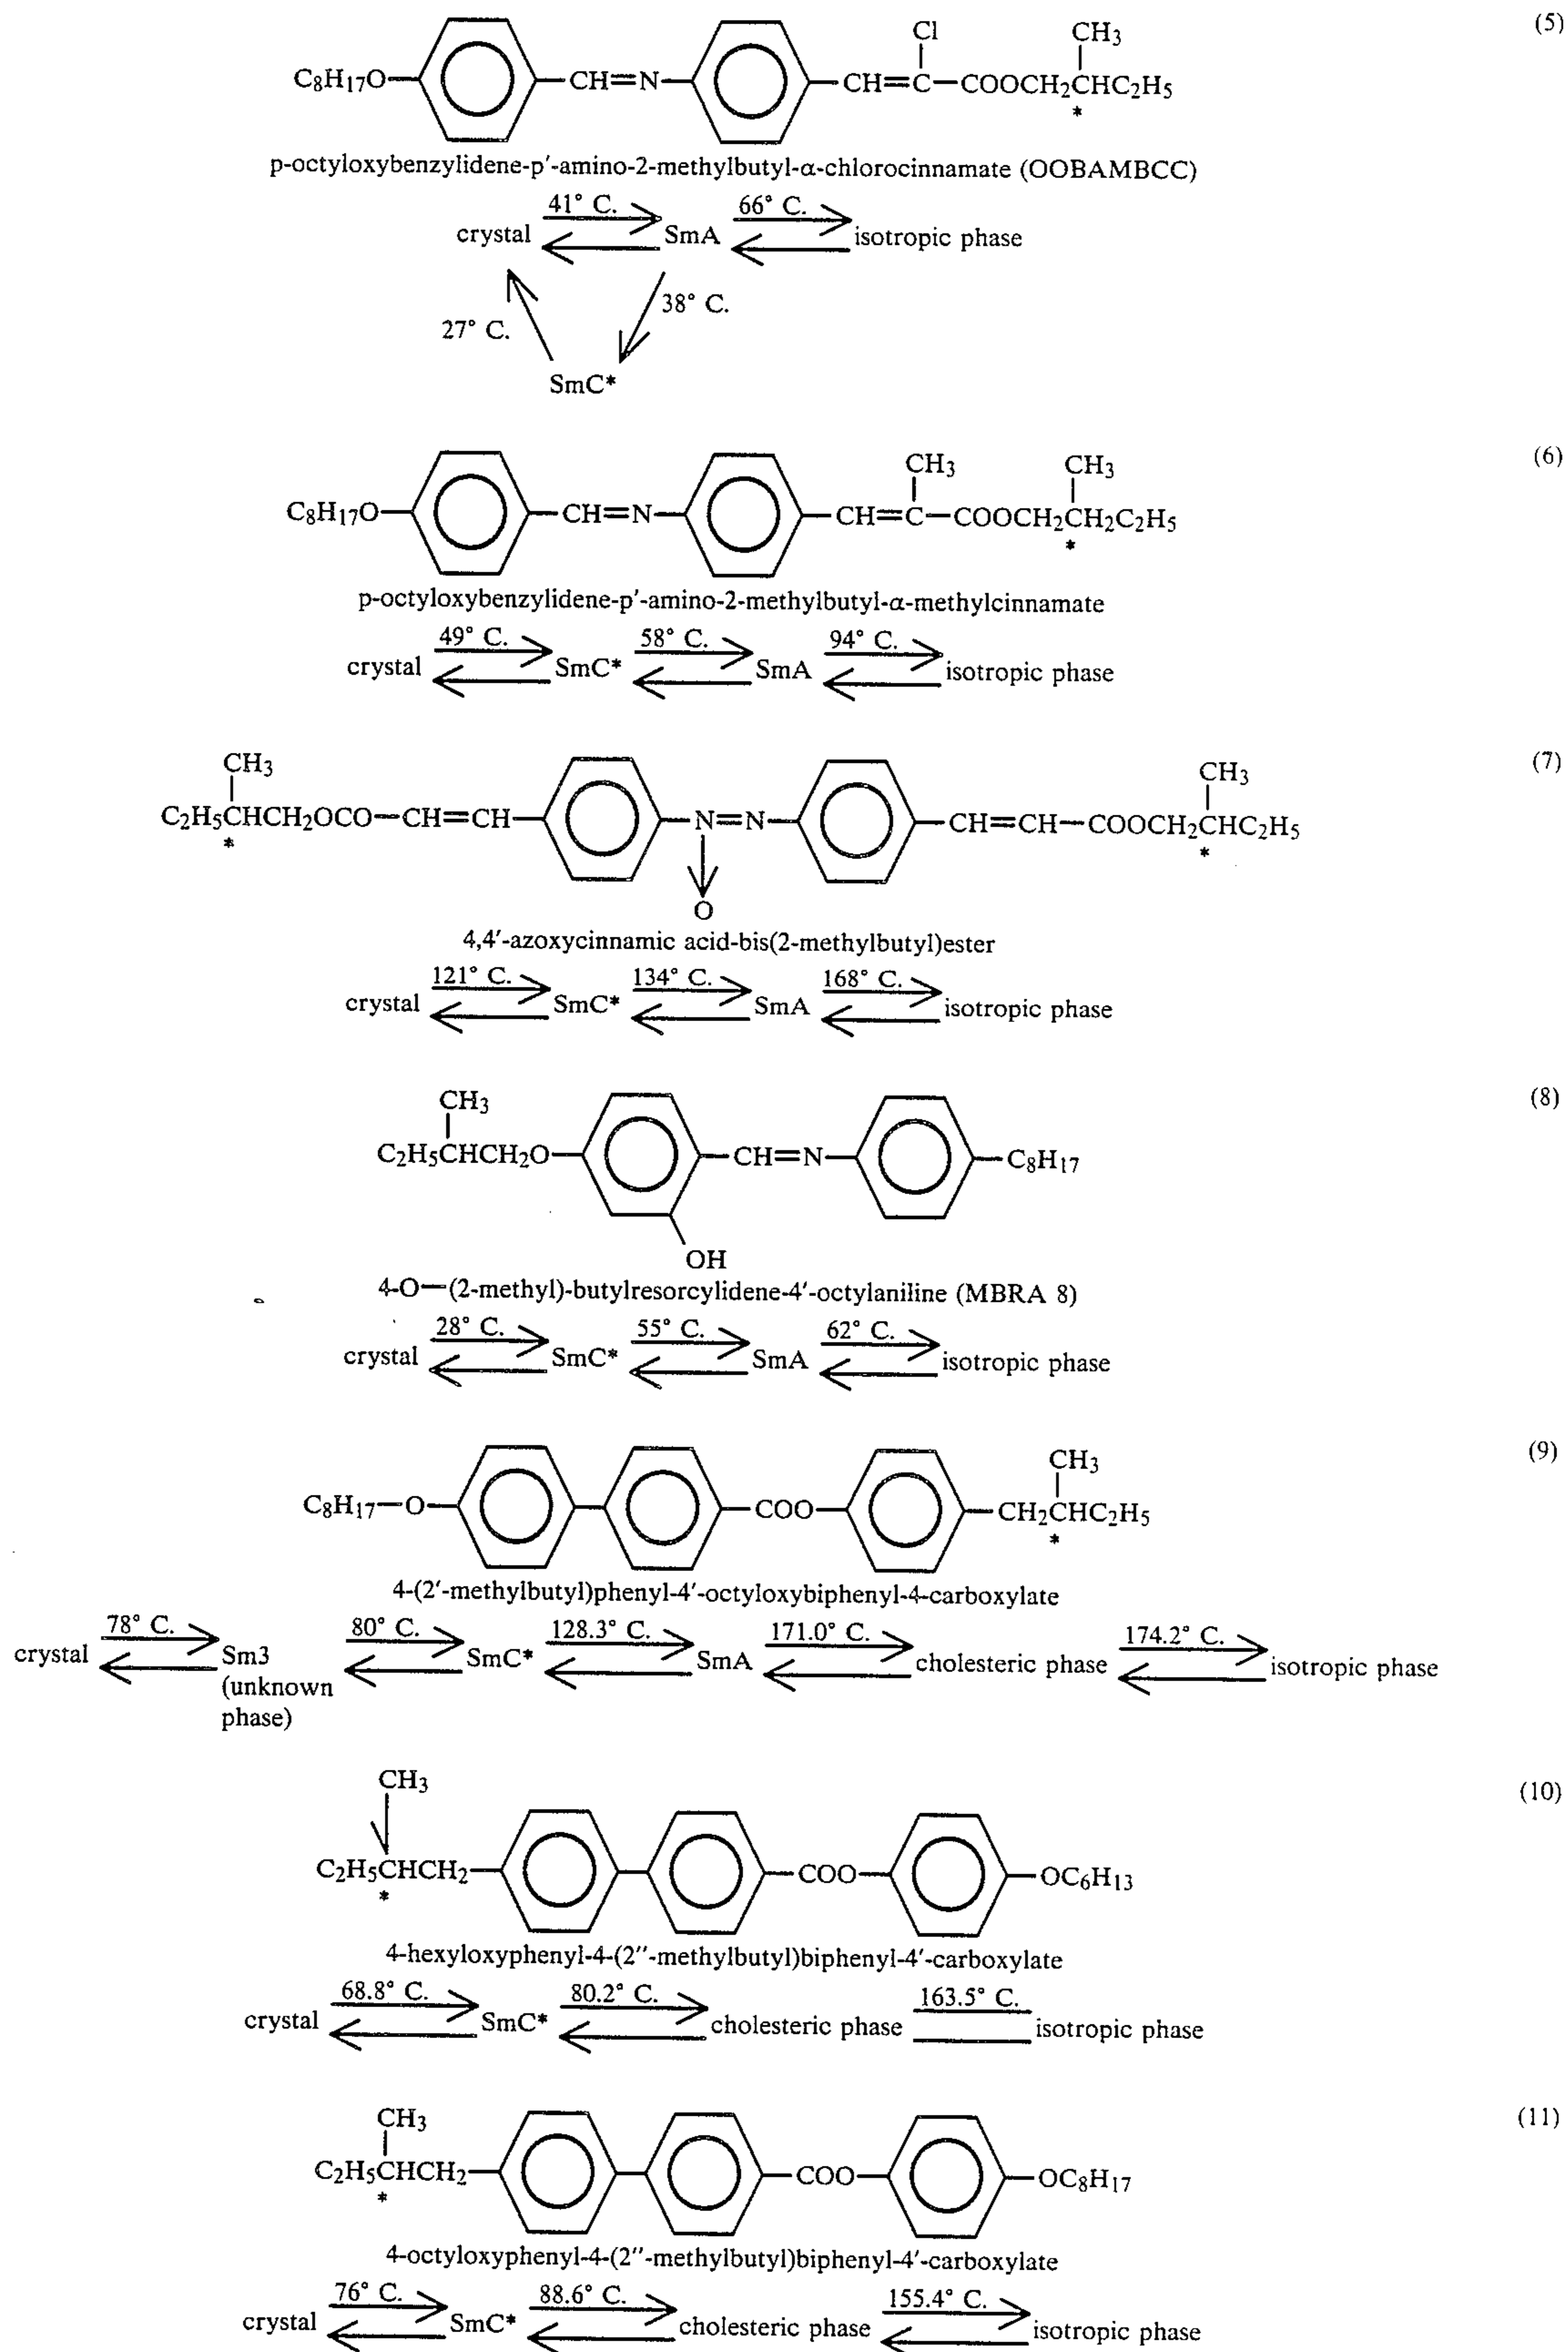 (5)
Cl CH3
C8H17O CH=N CH=C—COOCH2CHC2H5
*
p-octyloxybenzylidene-p'-amino-2-methylbutyl-α-chlorocinnamate (OOBAMBCC)
41° C. 66° C.
crystal SmA isotropic phase
27° C. 38° C.
SmC*
(6)
CH3 CH3
C8H17O CH=N CH=C—COOCH2CH2C2H5
*
p-octyloxybenzylidene-p'-amino-2-methylbutyl-α-methylcinnamate
49° C. 58° C. 94° C.
crystal SmC* SmA isotropic phase
(7)
CH3 CH3
C2H5CHCH2OCO—CH=CH N=N CH=CH—COOCH2CHC2H5
* *
O
4,4'-azoxycinnamic acid-bis(2-methylbutyl)ester
121° C. 134° C. 168° C.
crystal SmC* SmA isotropic phase
(8)
CH3
C2H5CHCH2O CH=N C8H17
OH
4-O—(2-methyl)-butylresorcylidene-4'-octylaniline (MBRA 8)
28° C. 55° C. 62° C.
crystal SmC* SmA isotropic phase
(9)
CH3
C8H17—O COO CH2CHC2H5
*
4-(2'-methylbutyl)phenyl-4'-octyloxybiphenyl-4-carboxylate
78° C. 80° C. 128.3° C. 171.0° C. 174.2° C.
crystal Sm3 SmC* SmA cholesteric phase isotropic phase
(unknown
phase)
(10)
CH3
C2H5CHCH2 COO OC6H13
*
4-hexyloxyphenyl-4-(2''-methylbutyl)biphenyl-4'-carboxylate
68.8° C. 80.2° C. 163.5° C.
crystal SmC* cholesteric phase isotropic phase
(11)
CH3
C2H5CHCH2 COO OC8H17
*
4-octyloxyphenyl-4-(2''-methylbutyl)biphenyl-4'-carboxylate
76° C. 88.6° C. 155.4° C.
crystal SmC* cholesteric phase isotropic phase